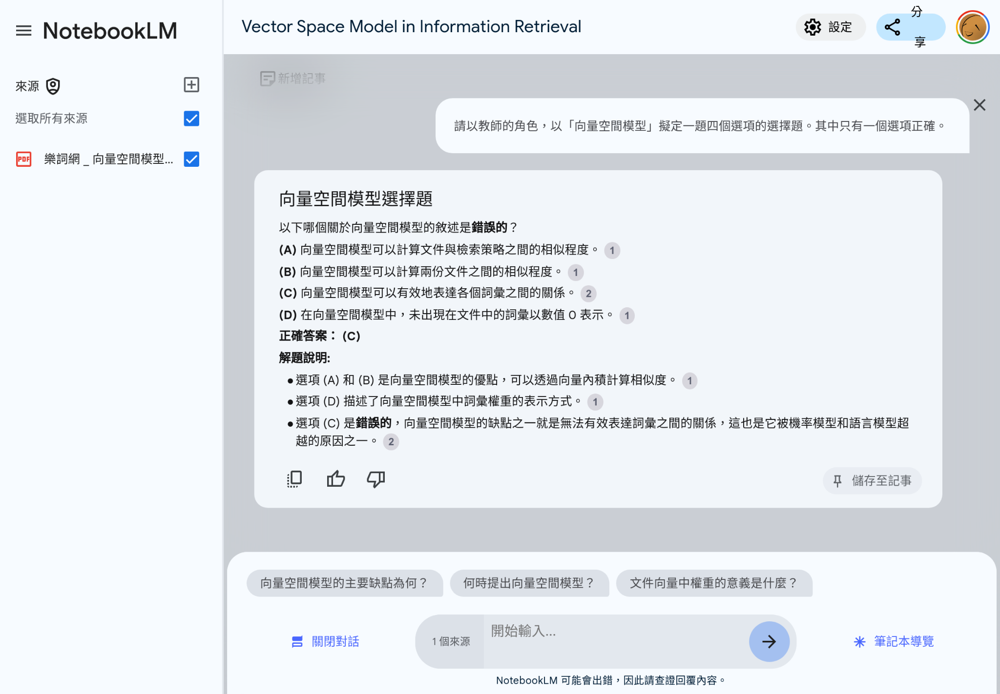 NotebookLM
Vector Space Model in Information Retrieval
設定
分
享
來源
選取所有來源
PDF
樂詞網 _ 向量空間模型...
新增記事
請以教師的角色，以「向量空間模型」擬定一題四個選項的選擇題。其中只有一個選項正確。
向量空間模型選擇題
以下哪個關於向量空間模型的敘述是錯誤的？
(A) 向量空間模型可以計算文件與檢索策略之間的相似程度。 1
(B) 向量空間模型可以計算兩份文件之間的相似程度。 1
(C) 向量空間模型可以有效地表達各個詞彙之間的關係。 2
(D) 在向量空間模型中，未出現在文件中的詞彙以數值 0 表示。 1
正確答案： (C)
解題說明:
● 選項 (A) 和 (B) 是向量空間模型的優點，可以透過向量內積計算相似度。 1
● 選項 (D) 描述了向量空間模型中詞彙權重的表示方式。 1
● 選項 (C) 是錯誤的，向量空間模型的缺點之一就是無法有效表達詞彙之間的關係，這也是它被機率模型和語言模型超
越的原因之一。 2
儲存至記事
向量空間模型的主要缺點為何？
何時提出向量空間模型？
文件向量中權重的意義是什麼？
關閉對話
1 個來源
開始輸入...
筆記本導覽
NotebookLM 可能會出錯，因此請查證回覆內容。